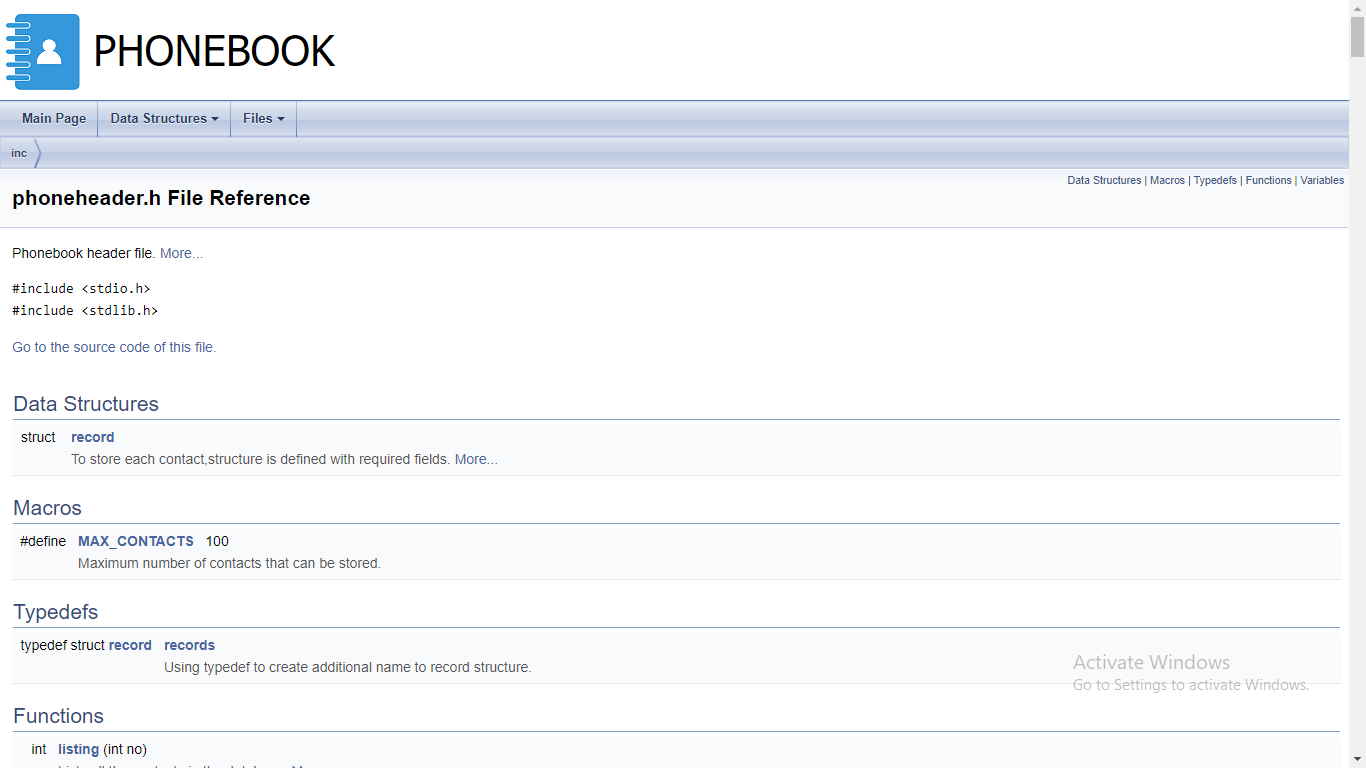 PHONEBOOK
Main Page Data Structures Files
inc
Data Structures | Macros | Typedefs | Functions | Variables
phoneheader.h File Reference
Phonebook header file. More...
#include <stdio.h>
#include <stdlib.h>
Go to the source code of this file.
Data Structures
struct record
To store each contact,structure is defined with required fields. More...
Macros
#define MAX_CONTACTS 100
Maximum number of contacts that can be stored.
Typedefs
typedef struct record records
Using typedef to create additional name to record structure.
Activate Windows
Go to Settings to activate Windows.
Functions
int listing (int no)